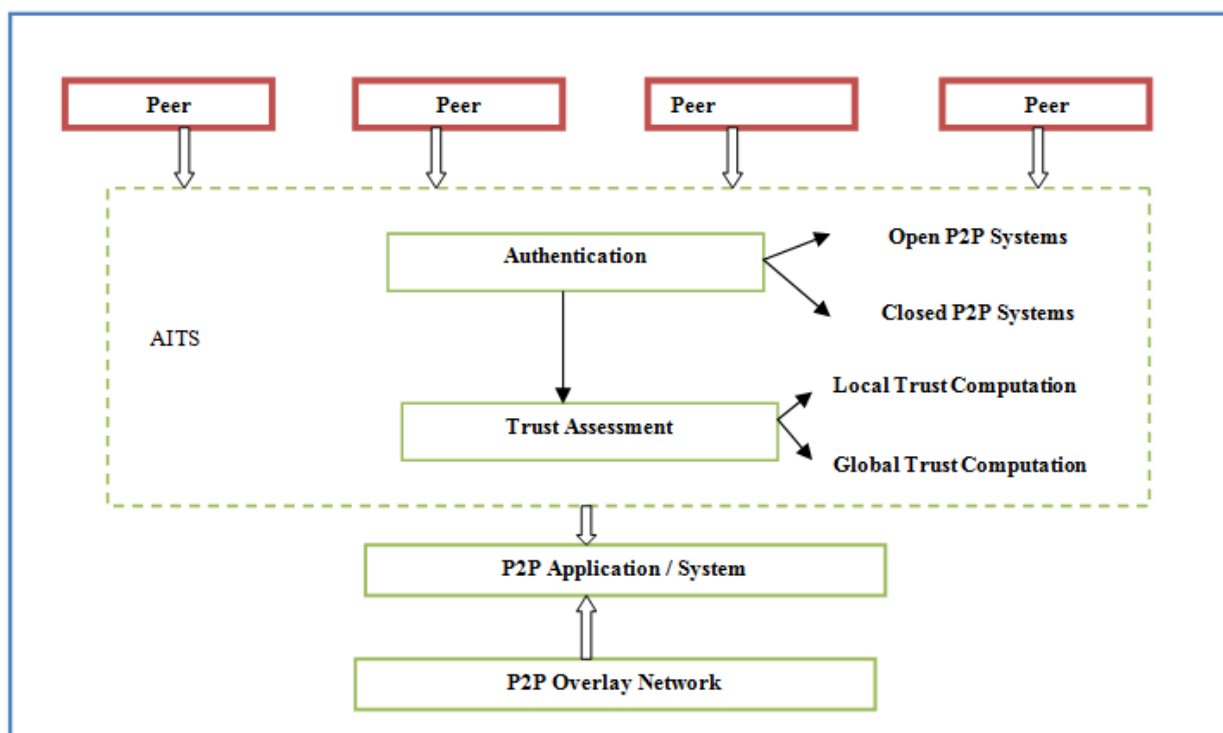 Peer
Peer
Peer
Peer
Authentication
Open P2P Systems
Closed P2P Systems
AITS
Local Trust Computation
Trust Assessment
Global Trust Computation
P2P Application / System
P2P Overlay Network